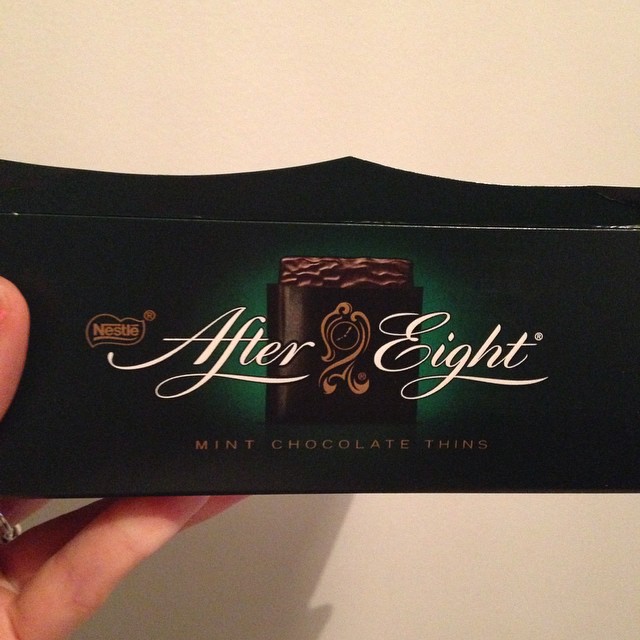 Nestlé®
After Eight®
®
MINT CHOCOLATE THINS